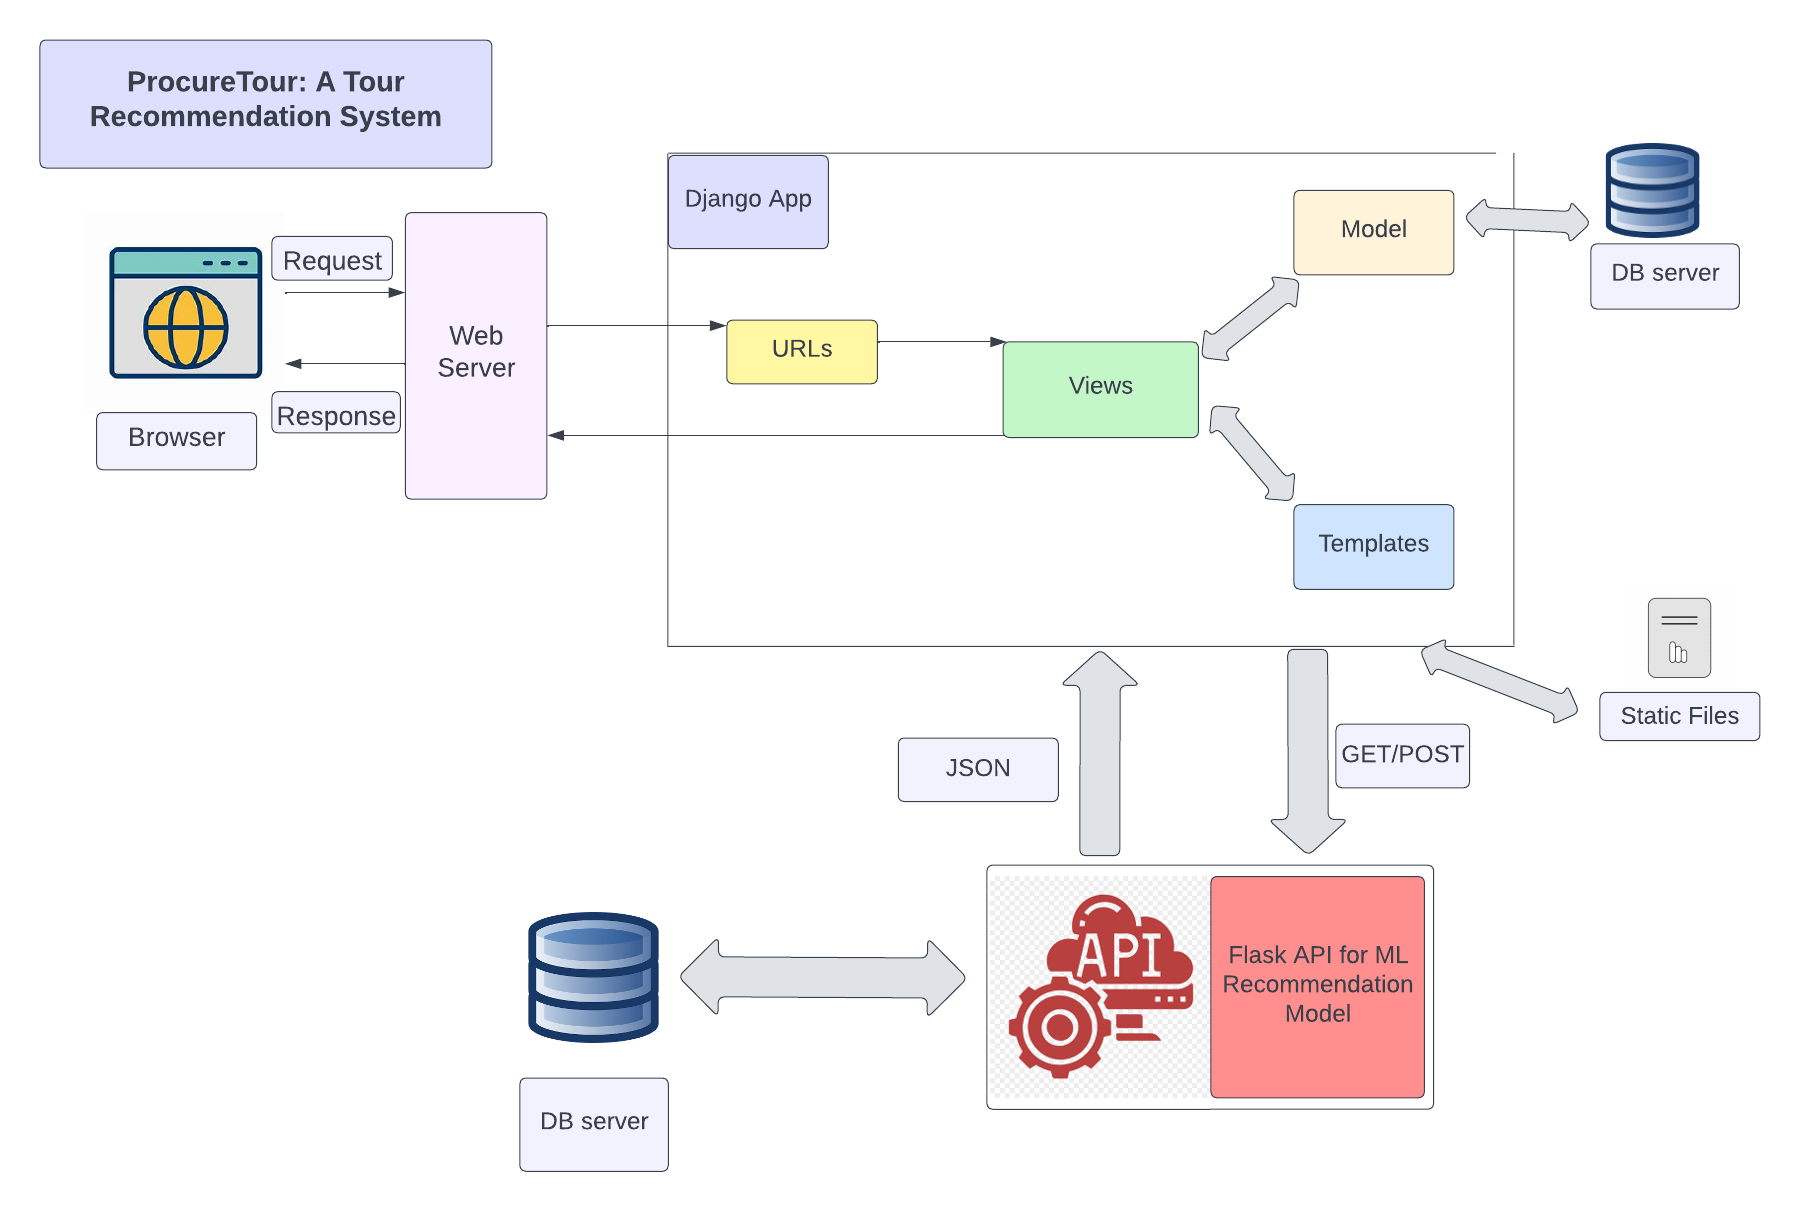 ProcureTour: A Tour
Recommendation System
Django App
Model
DB server
Request
Web
Server
URLs
Views
Response
Browser
Templates
Static Files
JSON
GET/POST
API
Flask API for ML
Recommendation
Model
DB server